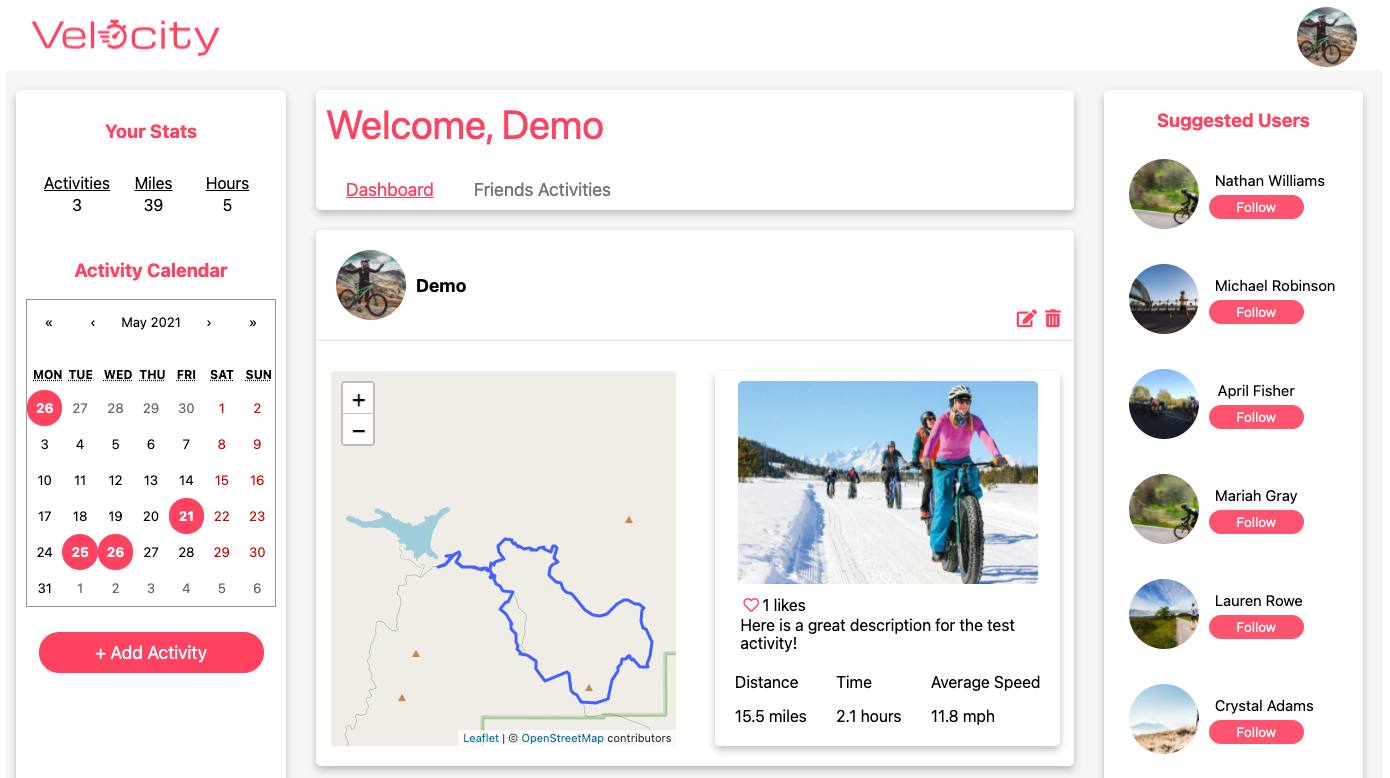 Velocity
Your Stats
Activities Miles Hours
3 39 5
Activity Calendar
« ‹ May 2021 › »
MON TUE WED THU FRI SAT SUN
26 27 28 29 30 1 2
3 4 5 6 7 8 9
10 11 12 13 14 15 16
17 18 19 20 21 22 23
24 25 26 27 28 29 30
31 1 2 3 4 5 6
+ Add Activity
Welcome, Demo
Dashboard Friends Activities
Demo
+
−
Leaflet | © OpenStreetMap contributors
1 likes
Here is a great description for the test
activity!
Distance Time Average Speed
15.5 miles 2.1 hours 11.8 mph
Suggested Users
Nathan Williams
Follow
Michael Robinson
Follow
April Fisher
Follow
Mariah Gray
Follow
Lauren Rowe
Follow
Crystal Adams
Follow